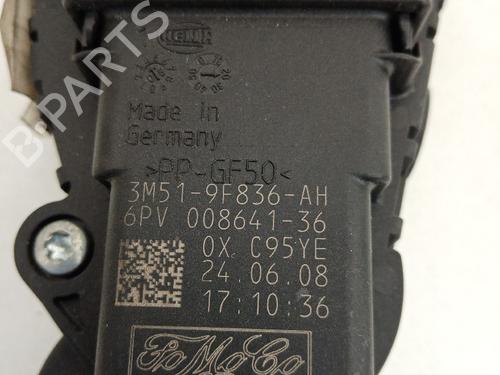 HELLA
Made in
Germany
>PP-GF50<
3M51-9F836-AH
6PV 008641-36
0X C95YE
24.06.08
17:10:36
FoMoCo
B-PARTS